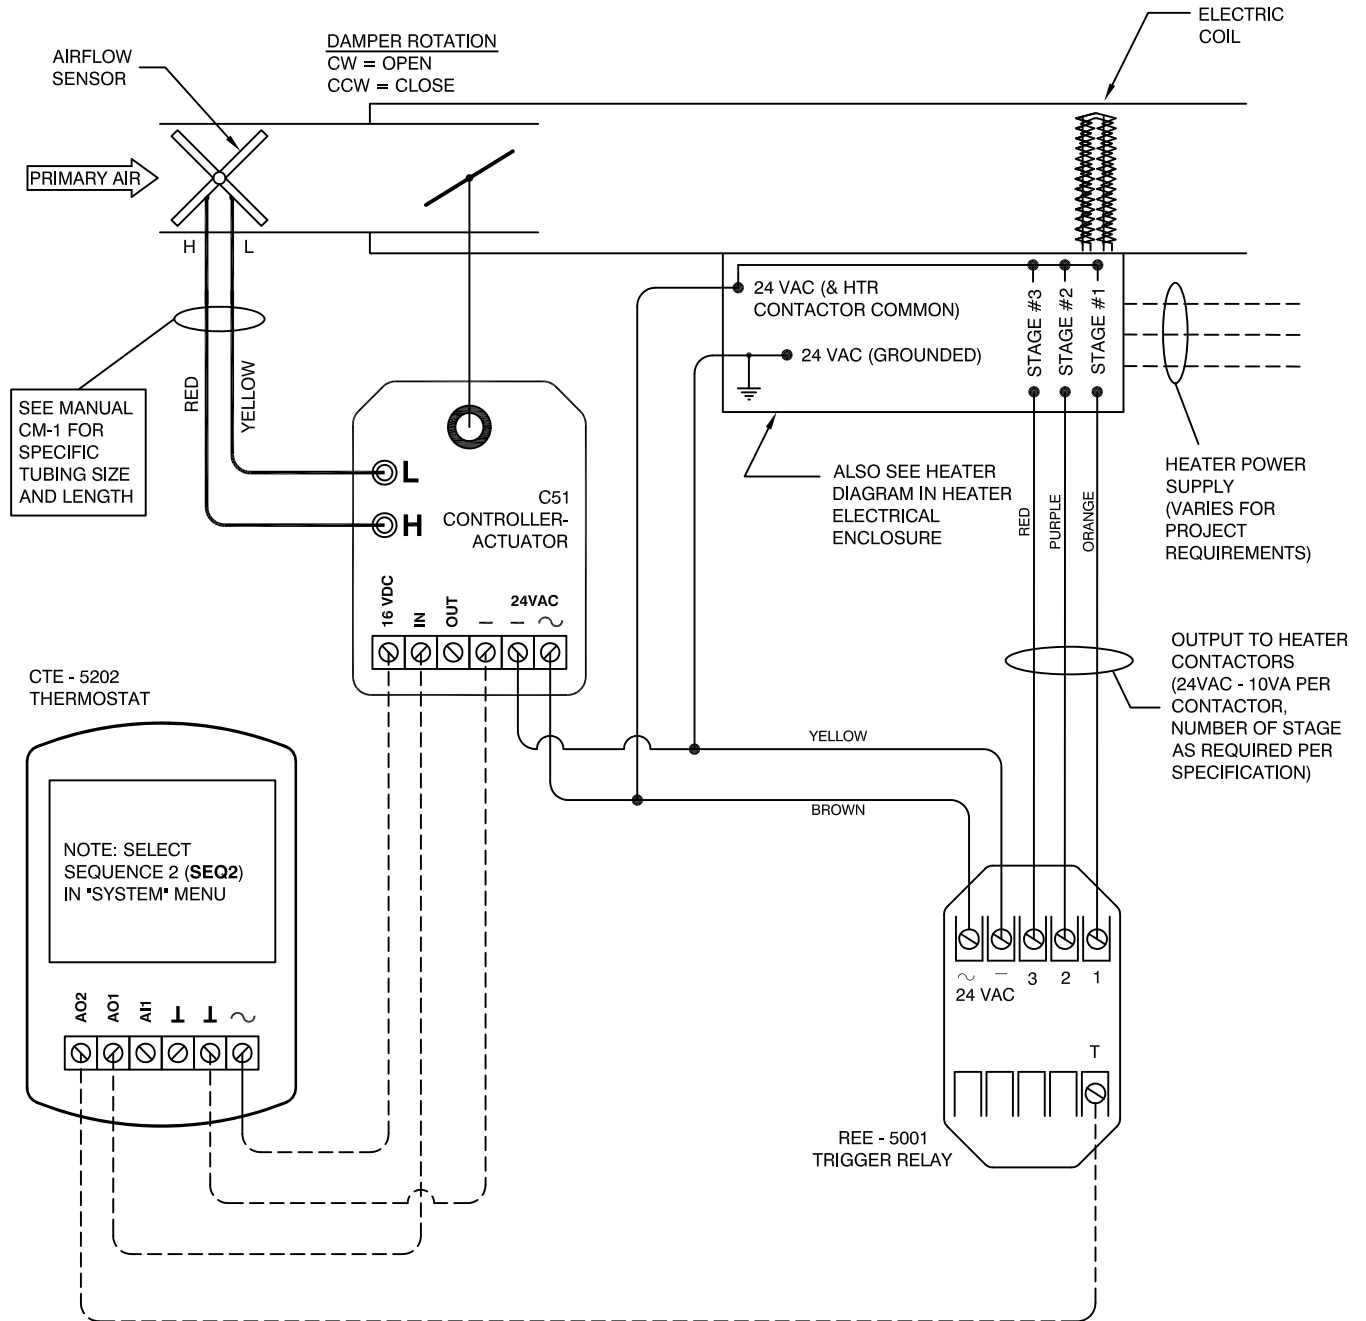 ELECTRIC
COIL
DAMPER ROTATION
CW = OPEN
CCW = CLOSE
AIRFLOW
SENSOR
PRIMARY AIR
H
L
24 VAC (& HTR
CONTACTOR COMMON)
24 VAC (GROUNDED)
STAGE #3
STAGE #2
STAGE #1
RED
YELLOW
SEE MANUAL
CM-1 FOR
SPECIFIC
TUBING SIZE
AND LENGTH
L
H
C51
CONTROLLER-
ACTUATOR
16 VDC
IN
OUT
–
24VAC
–
~
ALSO SEE HEATER
DIAGRAM IN HEATER
ELECTRICAL
ENCLOSURE
RED
PURPLE
ORANGE
HEATER POWER
SUPPLY
(VARIES FOR
PROJECT
REQUIREMENTS)
OUTPUT TO HEATER
CONTACTORS
(24VAC - 10VA PER
CONTACTOR,
NUMBER OF STAGE
AS REQUIRED PER
SPECIFICATION)
CTE - 5202
THERMOSTAT
YELLOW
BROWN
NOTE: SELECT
SEQUENCE 2 (SEQ2)
IN "SYSTEM" MENU
AO2
AO1
AI1
⊥
⊥
~
~
–
3
2
1
24 VAC
T
REE - 5001
TRIGGER RELAY